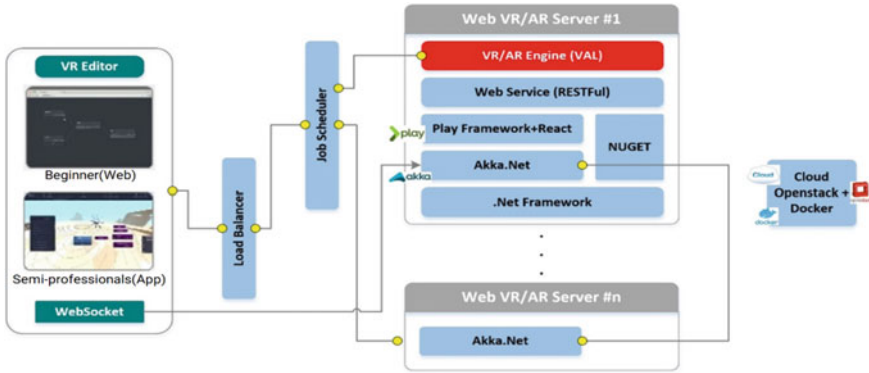 VR Editor
Beginner(Web)
Semi-professionals(App)
WebSocket
Load Balancer
Job Scheduler
Web VR/AR Server #1
VR/AR Engine (VAL)
Web Service (RESTFul)
play
Play Framework+React
NUGET
akka
Akka.Net
.Net Framework
Web VR/AR Server #n
Akka.Net
Cloud
Cloud
Openstack +
Docker
docker